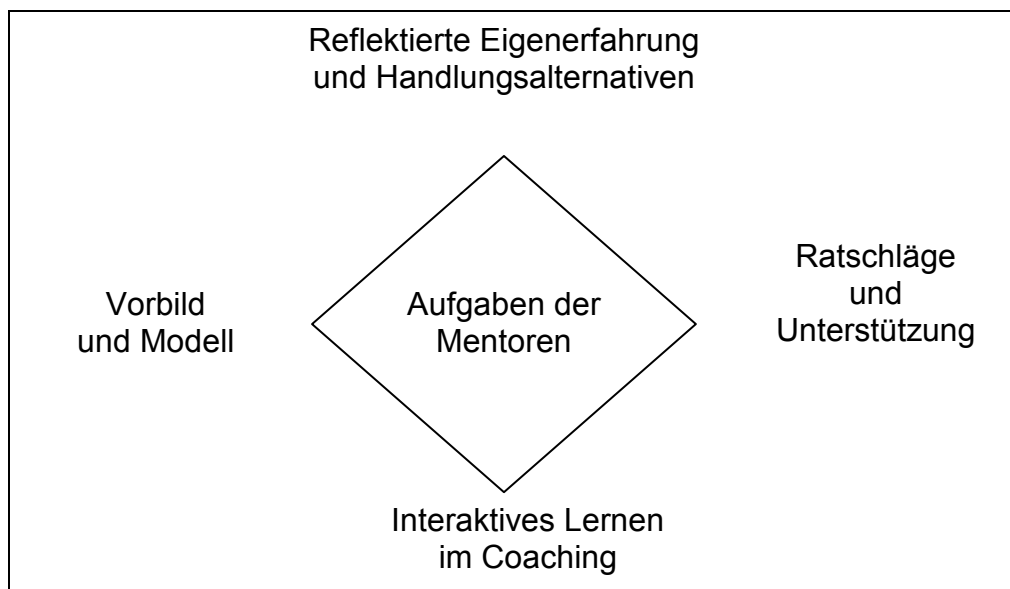 Reflektierte Eigenerfahrung
und Handlungsalternativen
Vorbild
und Modell
Aufgaben der
Mentoren
Ratschläge
und
Unterstützung
Interaktives Lernen
im Coaching